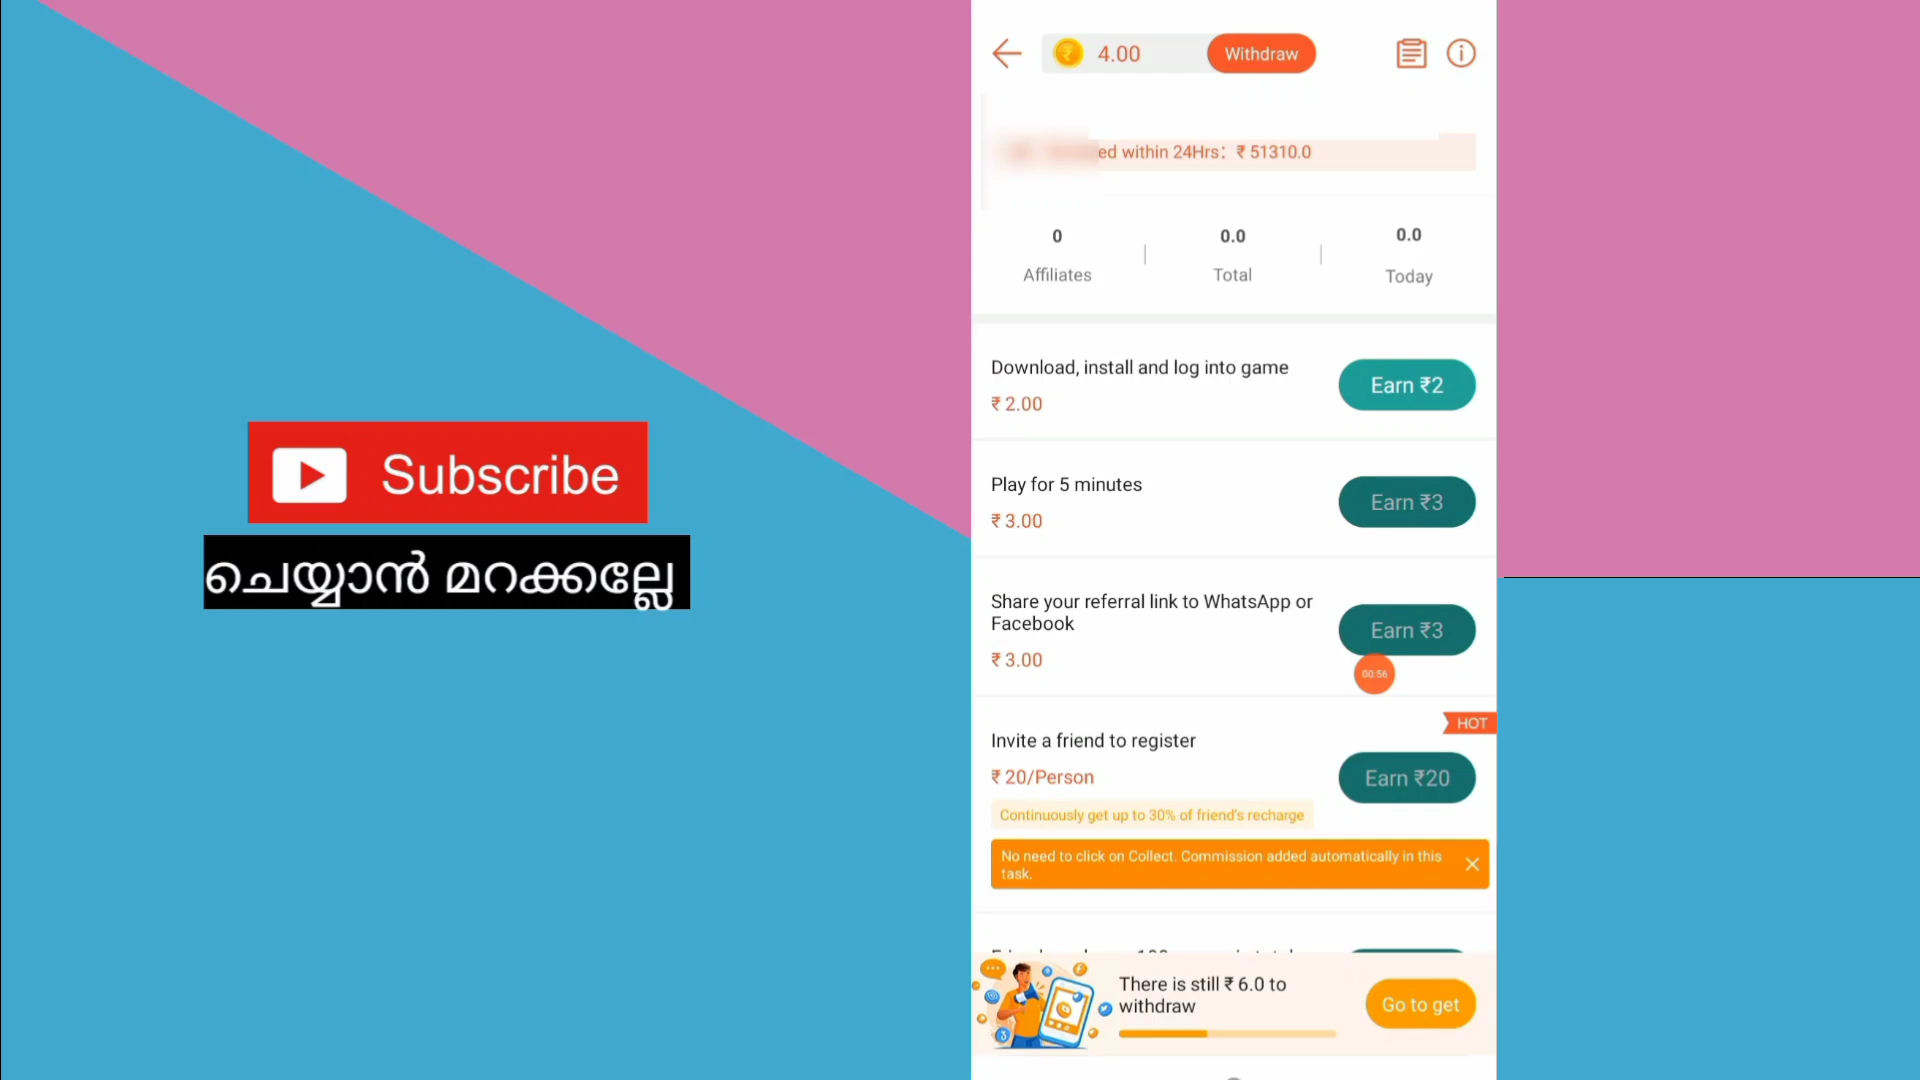 Subscribe
ചെയ്യാൻ മറക്കല്ലേ
4.00
Withdraw
ed within 24Hrs: ₹ 51310.0
0
0.0
0.0
Affiliates
Total
Today
Download, install and log into game
₹ 2.00
Earn ₹2
Play for 5 minutes
₹ 3.00
Earn ₹3
Share your referral link to WhatsApp or
Facebook
₹ 3.00
Earn ₹3
00:56
HOT
Invite a friend to register
₹ 20/Person
Earn ₹20
Continuously get up to 30% of friend's recharge
No need to click on Collect. Commission added automatically in this
task.
There is still ₹ 6.0 to
withdraw
Go to get